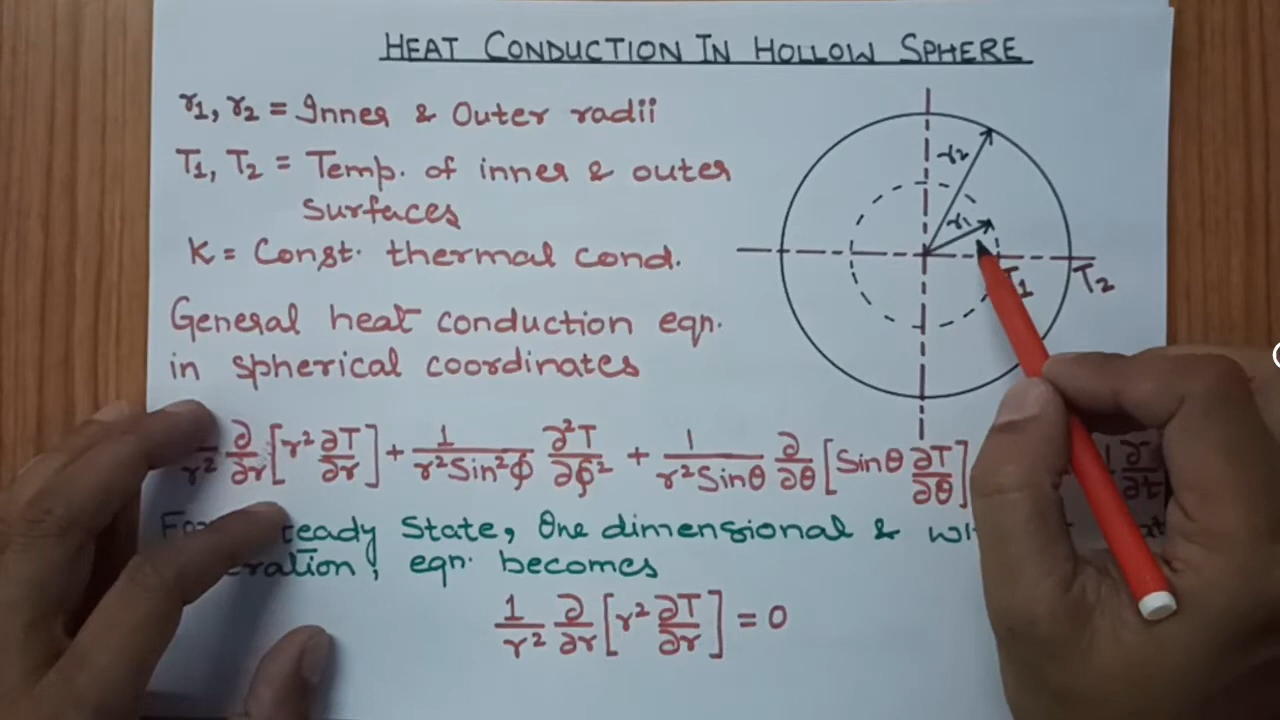 HEAT CONDUCTION IN HOLLOW SPHERE
r1, r2 = Inner & Outer radii
T1, T2 = Temp. of inner & outer
surfaces
K = Const. thermal cond.
r2
r1
T1
T2
General heat conduction eqn.
in spherical coordinates
r² ∂/∂r [r² ∂T/∂r] + 1/(r² Sin²ϕ) ∂²T/∂ϕ² + 1/(r² Sinθ) ∂/∂θ [Sinθ ∂T/∂θ]
State, One dimensional &
eqn. becomes
1/r² ∂/∂r [r² ∂T/∂r] = 0